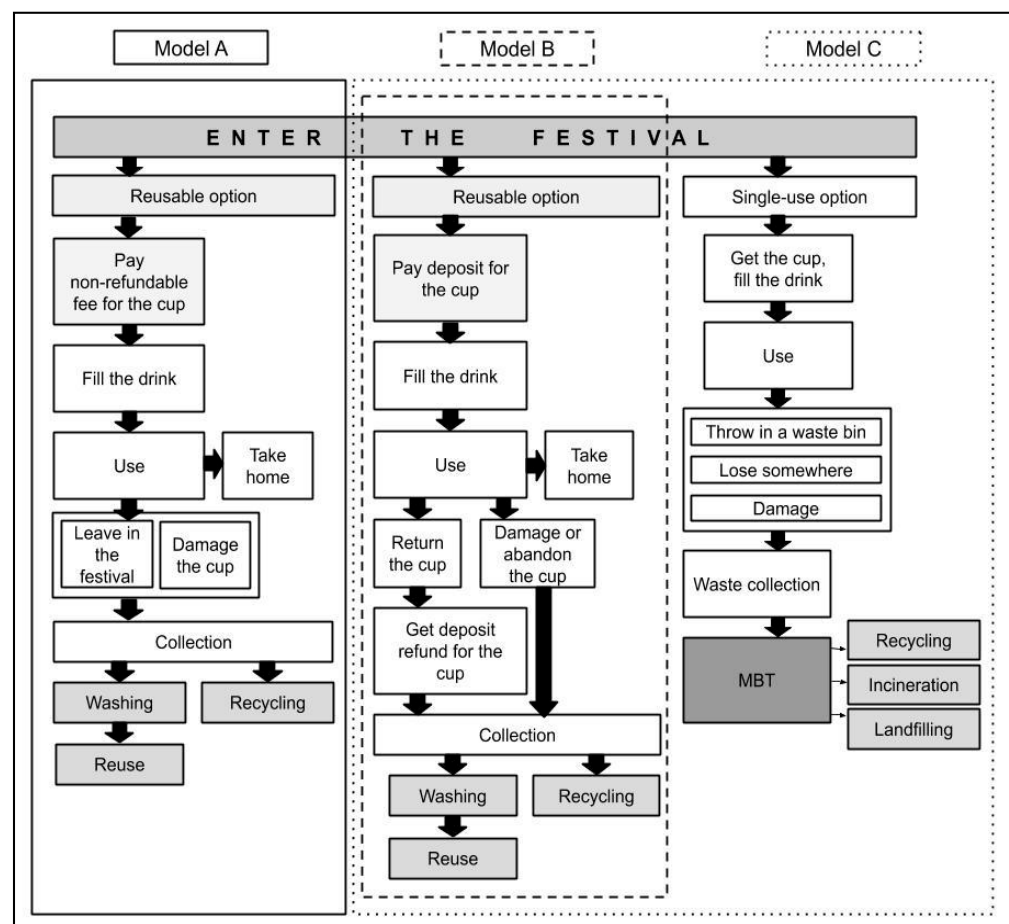 Model A
Model B
Model C
ENTER THE FESTIVAL
Reusable option
Pay
non-refundable
fee for the cup
Fill the drink
Use
Take
home
Leave in
the
festival
Damage
the cup
Collection
Washing
Recycling
Reuse
Reusable option
Pay deposit for
the cup
Fill the drink
Use
Take
home
Return
the cup
Damage or
abandon
the cup
Get deposit
refund for the
cup
Collection
Washing
Recycling
Reuse
Single-use option
Get the cup,
fill the drink
Use
Throw in a waste bin
Lose somewhere
Damage
Waste collection
MBT
Recycling
Incineration
Landfilling